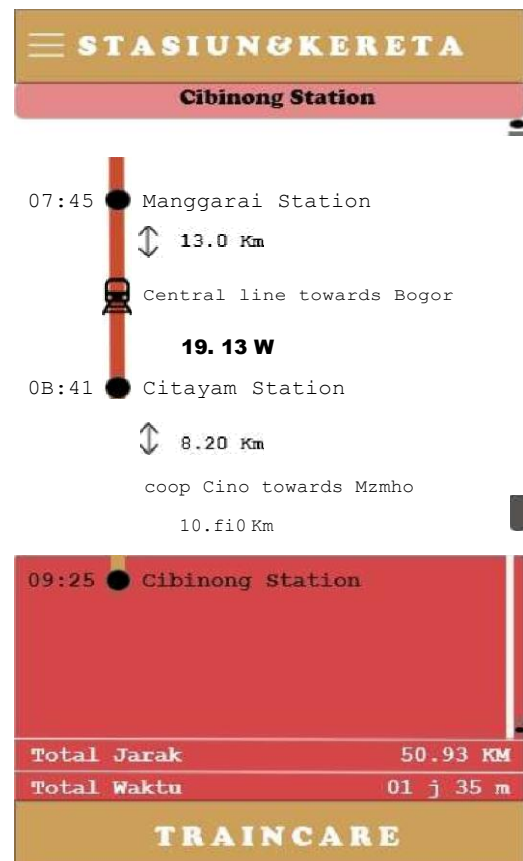 STASIUN&KERETA
Cibinong Station
07:45 Manggarai Station
13.0 Km
Central line towards Bogor
19. 13 W
0B:41 Citayam Station
8.20 Km
coop Cino towards Mzmho
10.fi0 Km
09:25 Cibinong Station
Total Jarak 50.93 KM
Total Waktu 01 j 35 m
TRAINCARE